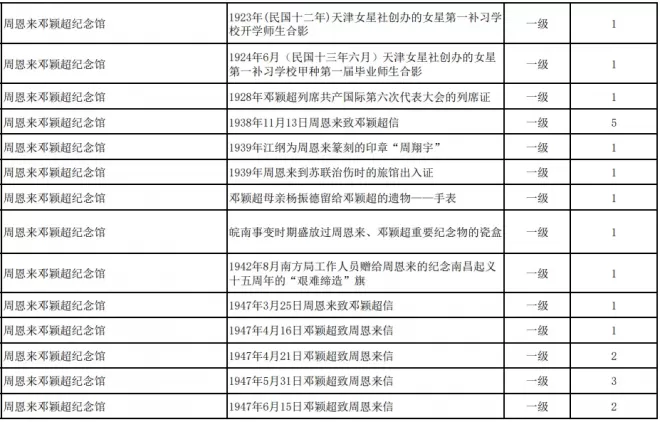 周恩来邓颖超纪念馆 1923年(民国十二年)天津女星社创办的女星第一补习学
校开学师生合影 一级 1
周恩来邓颖超纪念馆 1924年6月（民国十三年六月）天津女星社创办的女星
第一补习学校甲种第一届毕业师生合影 一级 1
周恩来邓颖超纪念馆 1928年邓颖超列席共产国际第六次代表大会的列席证 一级 1
周恩来邓颖超纪念馆 1938年11月13日周恩来致邓颖超信 一级 5
周恩来邓颖超纪念馆 1939年江纲为周恩来篆刻的印章“周翔宇” 一级 1
周恩来邓颖超纪念馆 1939年周恩来到苏联治伤时的旅馆出入证 一级 1
周恩来邓颖超纪念馆 邓颖超母亲杨振德留给邓颖超的遗物——手表 一级 1
周恩来邓颖超纪念馆 皖南事变时期盛放过周恩来、邓颖超重要纪念物的瓷盒 一级 1
周恩来邓颖超纪念馆 1942年8月南方局工作人员赠给周恩来的纪念南昌起义
十五周年的“艰难缔造”旗 一级 1
周恩来邓颖超纪念馆 1947年3月25日周恩来致邓颖超信 一级 1
周恩来邓颖超纪念馆 1947年4月16日邓颖超致周恩来信 一级 1
周恩来邓颖超纪念馆 1947年4月21日邓颖超致周恩来信 一级 2
周恩来邓颖超纪念馆 1947年5月31日邓颖超致周恩来信 一级 3
周恩来邓颖超纪念馆 1947年6月15日邓颖超致周恩来信 一级 2